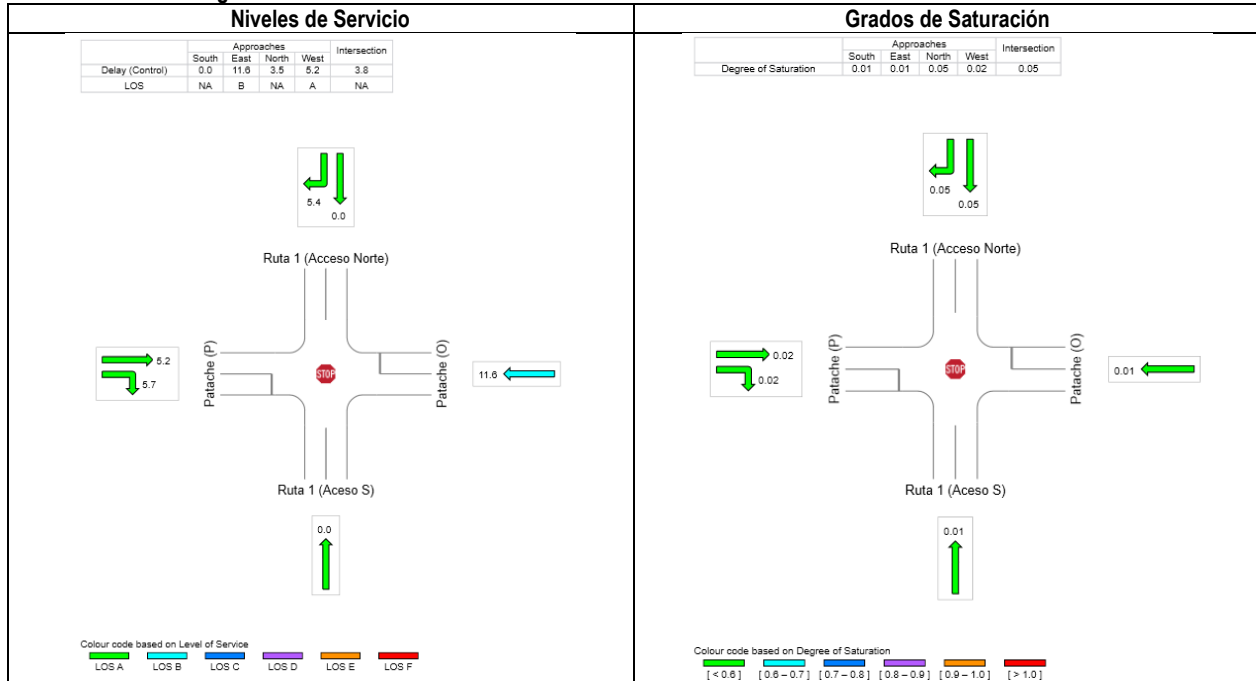 Niveles de Servicio
Approaches Intersection
South East North West
Delay (Control) 0.0 11.6 3.5 5.2 3.8
LOS NA B NA A NA
5.4
0.0
Ruta 1 (Acceso Norte)
Patache (P)
5.2
5.7
STOP
Patache (O)
11.6
Ruta 1 (Aceso S)
0.0
Colour code based on Level of Service
LOS A LOS B LOS C LOS D LOS E LOS F
Grados de Saturación
Approaches Intersection
South East North West
Degree of Saturation 0.01 0.01 0.05 0.02 0.05
0.05
0.05
Ruta 1 (Acceso Norte)
Patache (P)
0.02
0.02
STOP
Patache (O)
0.01
Ruta 1 (Aceso S)
0.01
Colour code based on Degree of Saturation
[ < 0.6 ] [ 0.6 – 0.7 ] [ 0.7 – 0.8 ] [ 0.8 – 0.9 ] [ 0.9 – 1.0 ] [ > 1.0 ]